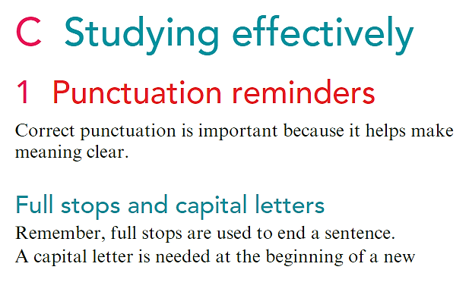 C Studying effectively
1 Punctuation reminders
Correct punctuation is important because it helps make
meaning clear.
Full stops and capital letters
Remember, full stops are used to end a sentence.
A capital letter is needed at the beginning of a new